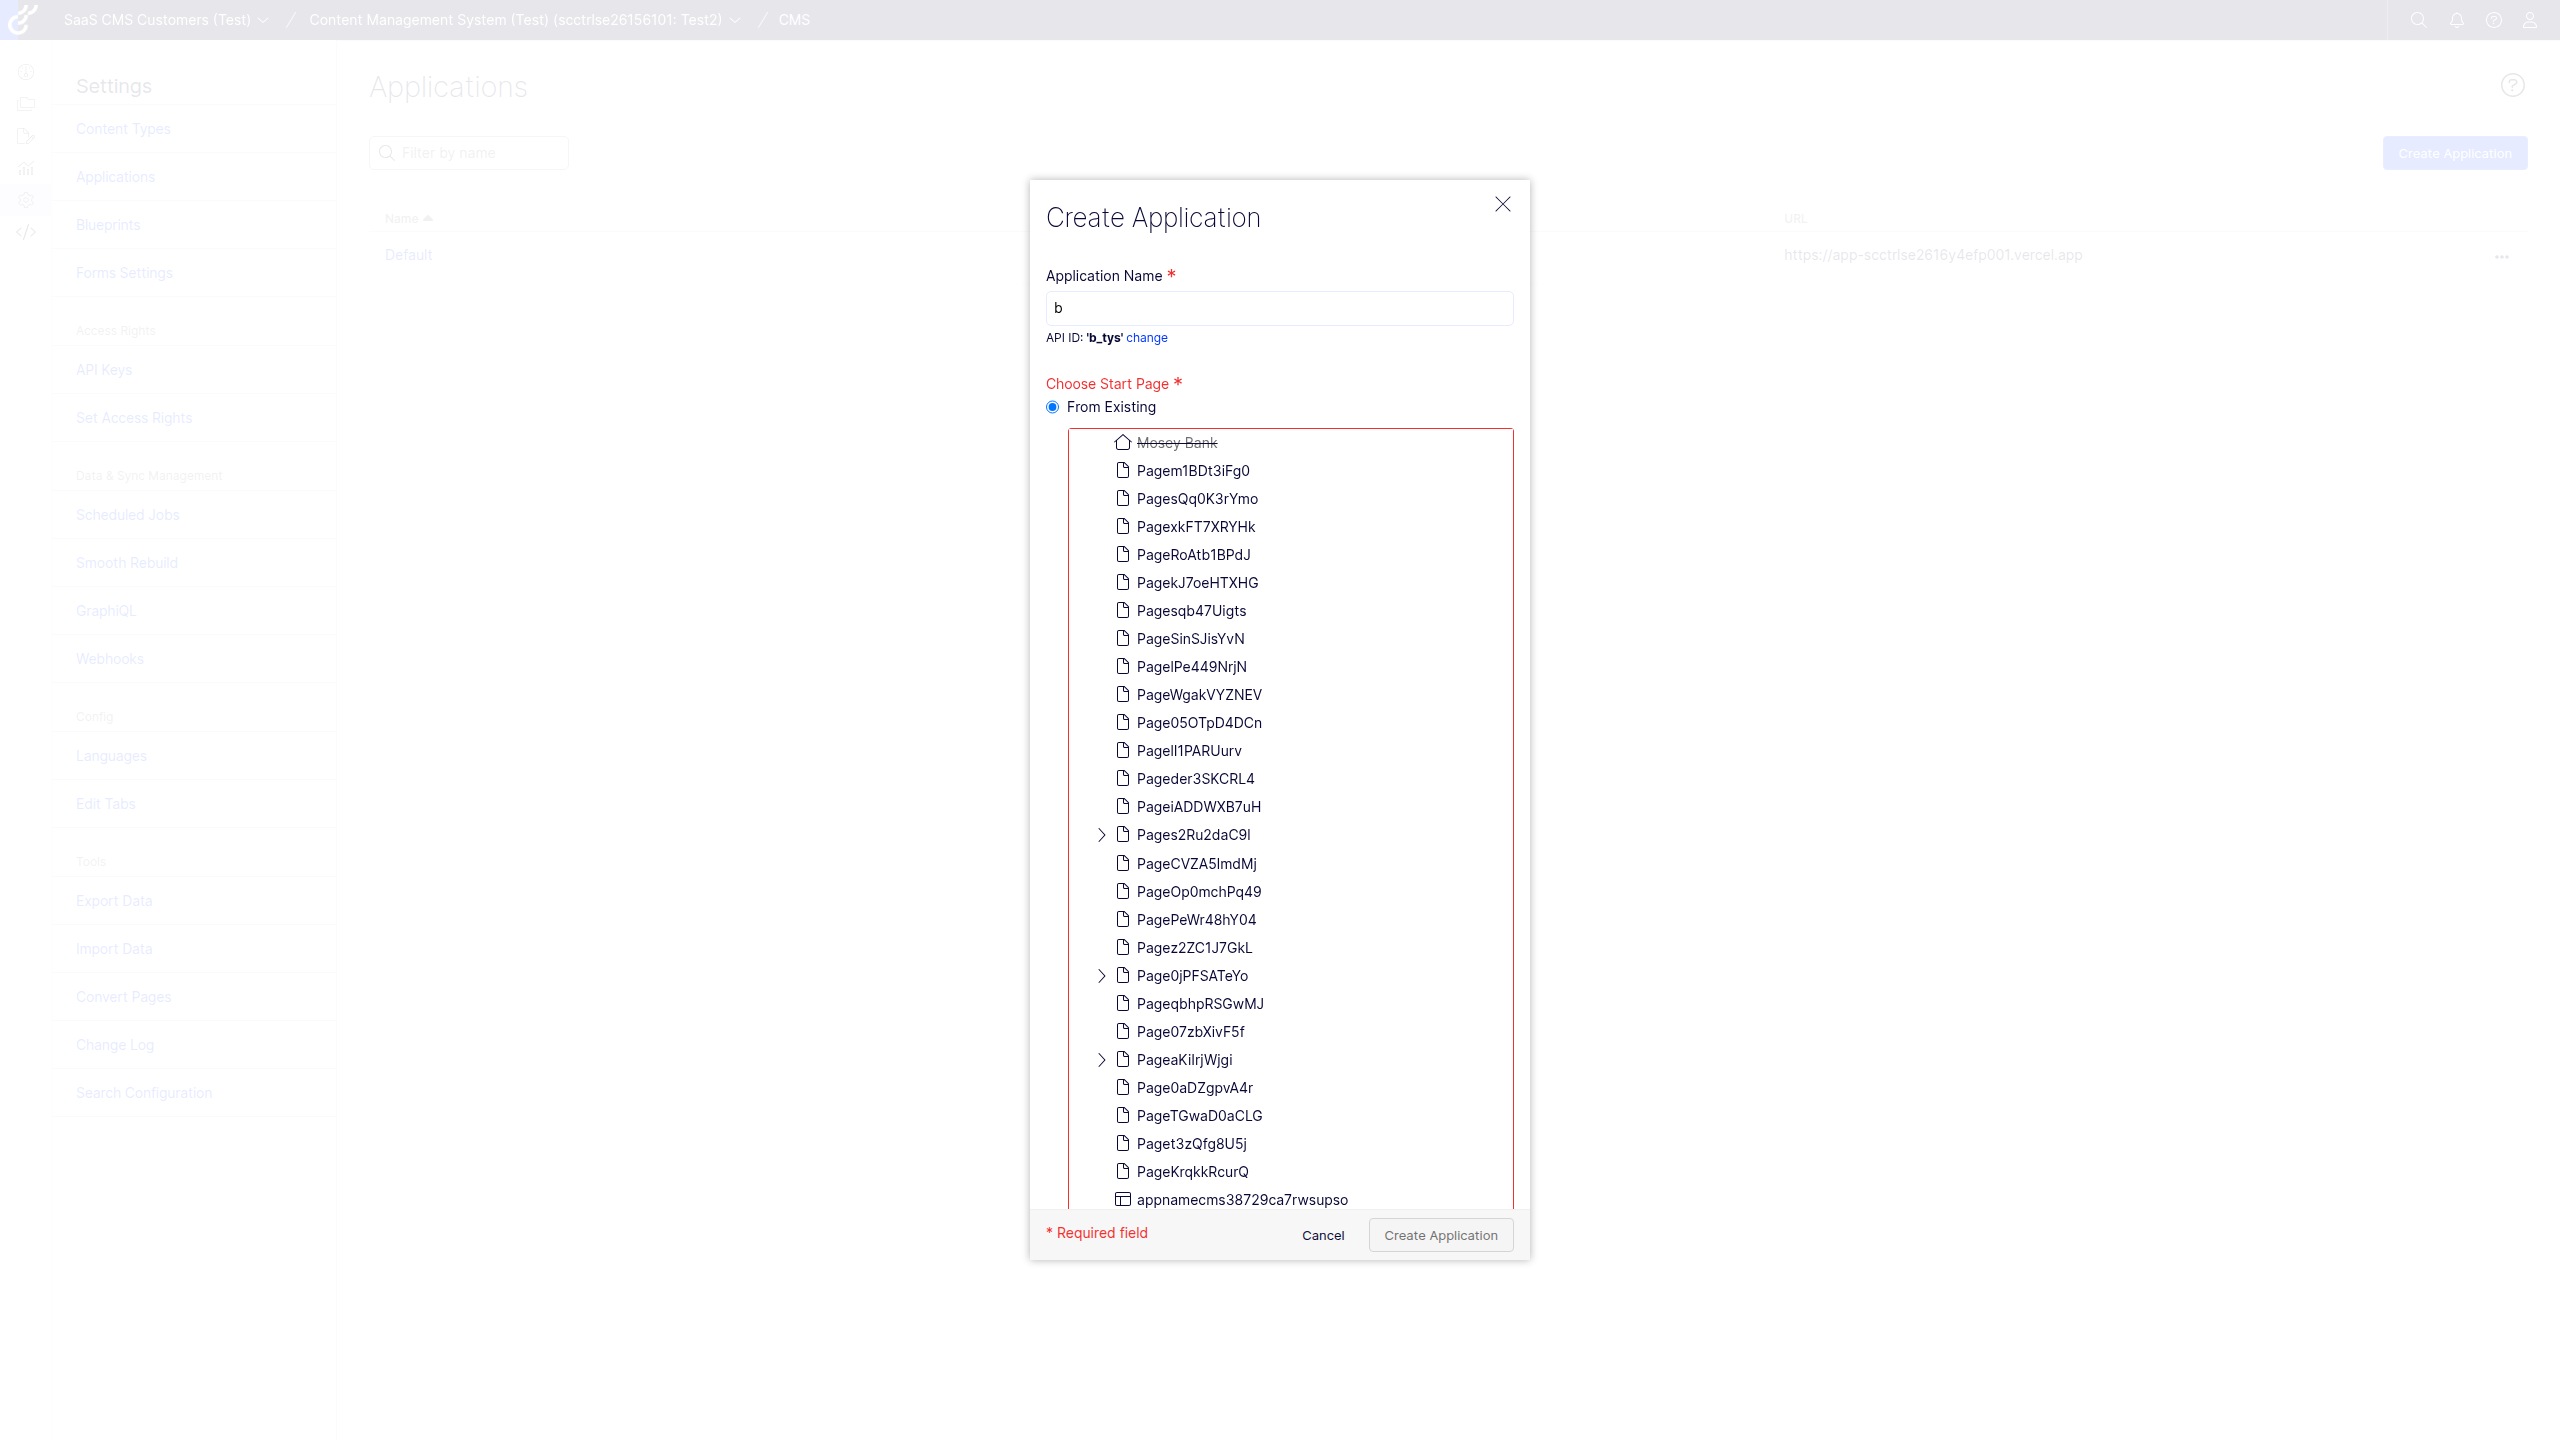 SaaS CMS Customers (Test) / Content Management System (Test) (scctrlse26156101: Test2) / CMS
Settings
Content Types
Applications
Blueprints
Forms Settings
Access Rights
API Keys
Set Access Rights
Data & Sync Management
Scheduled Jobs
Smooth Rebuild
GraphiQL
Webhooks
Config
Languages
Edit Tabs
Tools
Export Data
Import Data
Convert Pages
Change Log
Search Configuration
Applications
Filter by name
Create Application
Name
URL
Default
https://app-scctrlse2616y4efp001.vercel.app
Create Application
Application Name *
b
API ID: 'b_tys' change
Choose Start Page *
From Existing
Mosey Bank
Pagem1BDt3iFg0
PagesQq0K3rYmo
PagexkFT7XRYHk
PageRoAtb1BPdJ
PagekJ7oeHTXHG
Pagesqb47Uigts
PageSinSJisYvN
PagelPe449NrjN
PageWgakVYZNEV
Page05OTpD4DCn
PageII1PARUurv
Pageder3SKCRL4
PageiADDWXB7uH
Pages2Ru2daC9I
PageCVZA5lmdMj
PageOp0mchPq49
PagePeWr48hY04
Pagez2ZC1J7GkL
Page0jPFSATeYo
PageqbhpRSGwMJ
Page07zbXivF5f
PageaKiIrjWjgi
Page0aDZgpvA4r
PageTGwaD0aCLG
Paget3zQfg8U5j
PageKrqkkRcurQ
appnamecms38729ca7rwsupso
* Required field
Cancel
Create Application